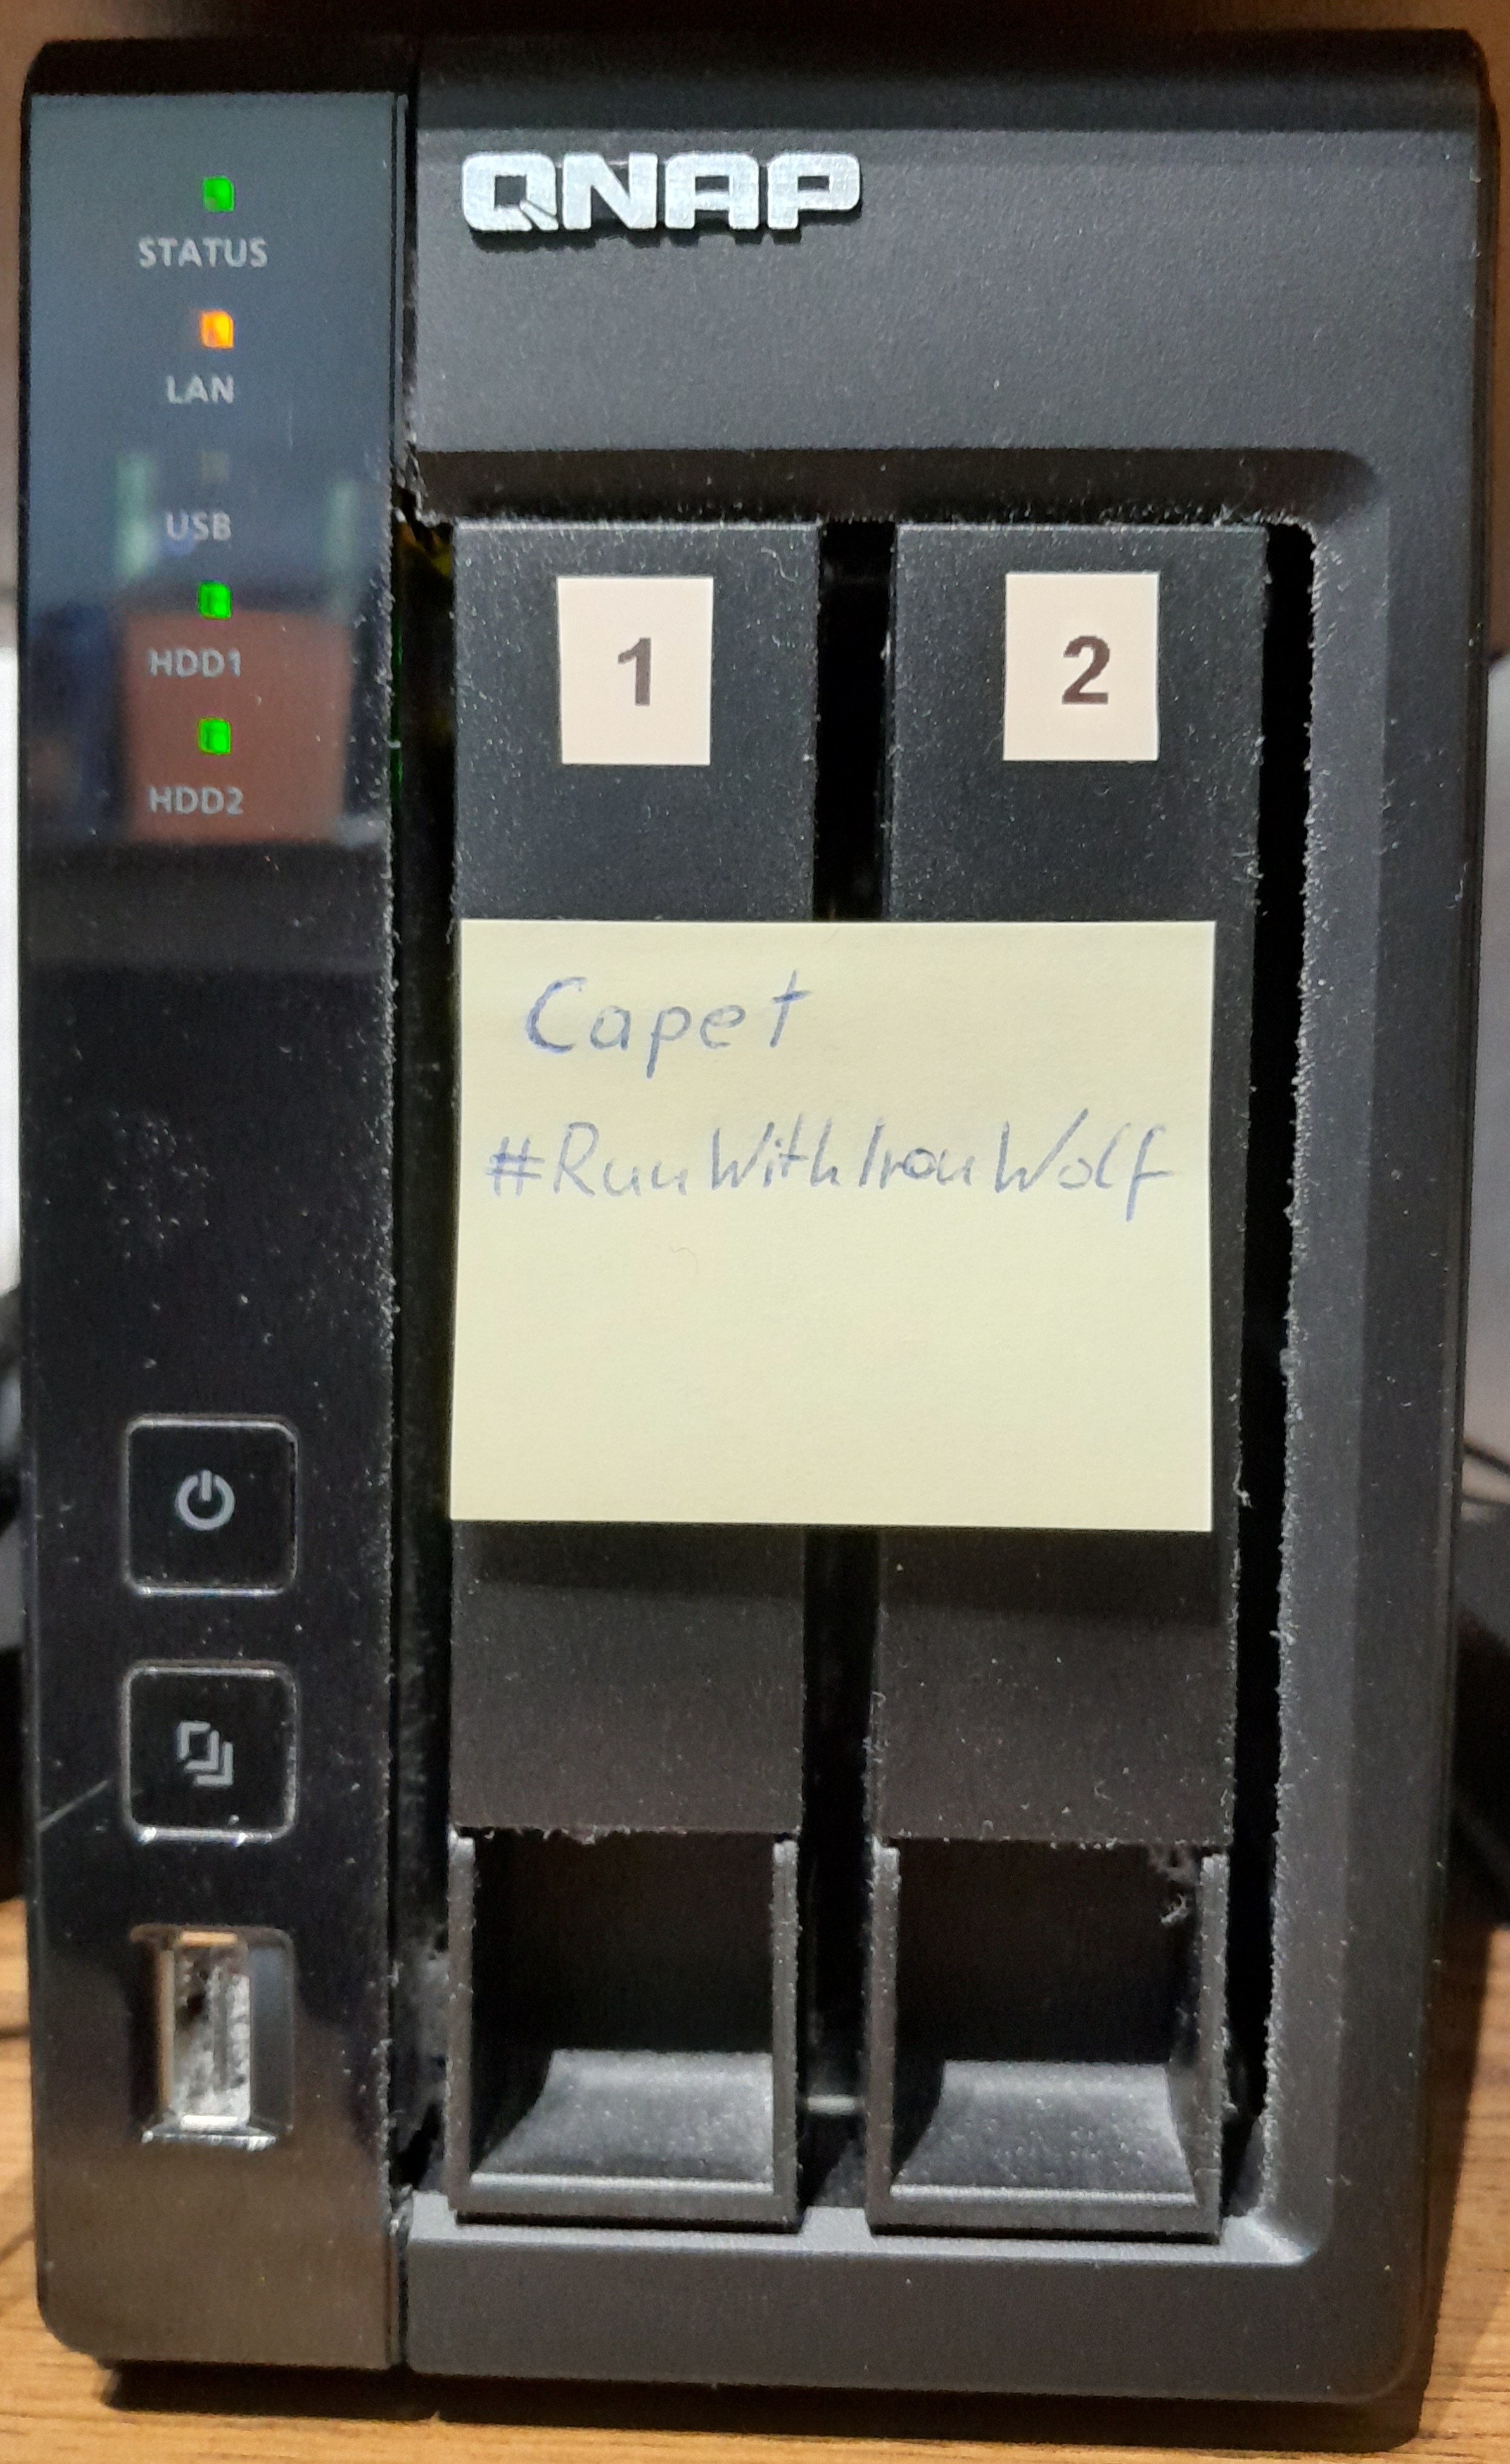 QNAP
STATUS
LAN
USB
HDD1
HDD2
1
2
Capet
#RunWithIronWolf